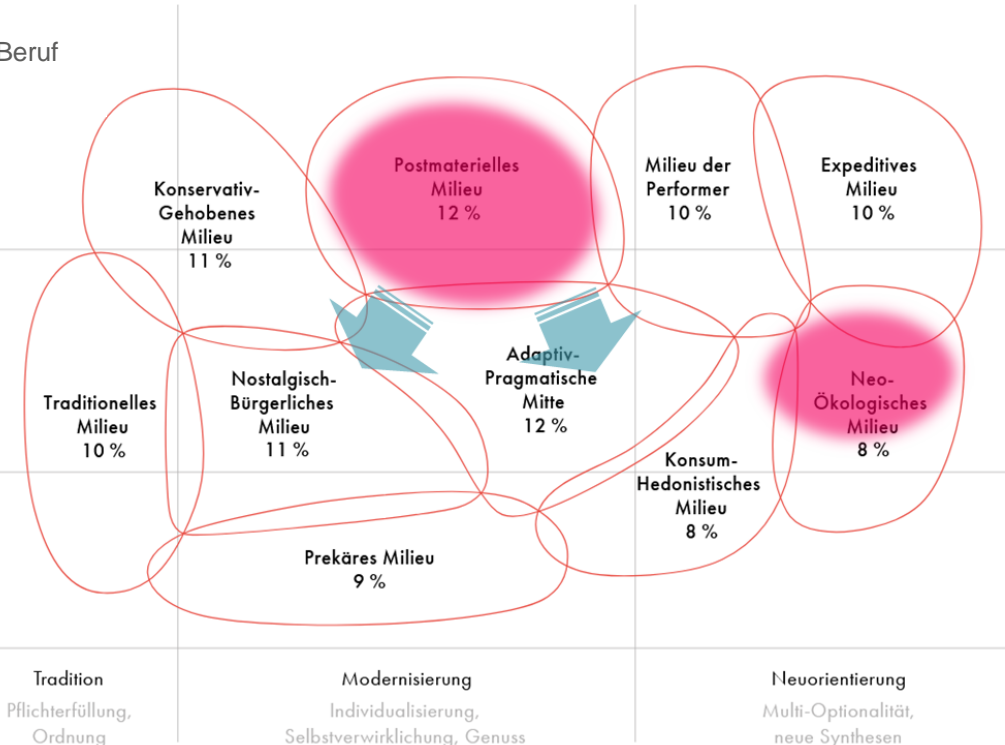 Beruf
Konservativ-
Gehobenes
Milieu
11 %
Postmaterielles
Milieu
12 %
Milieu der
Performer
10 %
Expeditives
Milieu
10 %
Traditionelles
Milieu
10 %
Nostalgisch-
Bürgerliches
Milieu
11 %
Adaptiv-
Pragmatische
Mitte
12 %
Konsum-
Hedonistisches
Milieu
8 %
Neo-
Ökologisches
Milieu
8 %
Prekäres Milieu
9 %
Tradition
Pflichterfüllung,
Ordnung
Modernisierung
Individualisierung,
Selbstverwirklichung, Genuss
Neuorientierung
Multi-Optionalität,
neue Synthesen